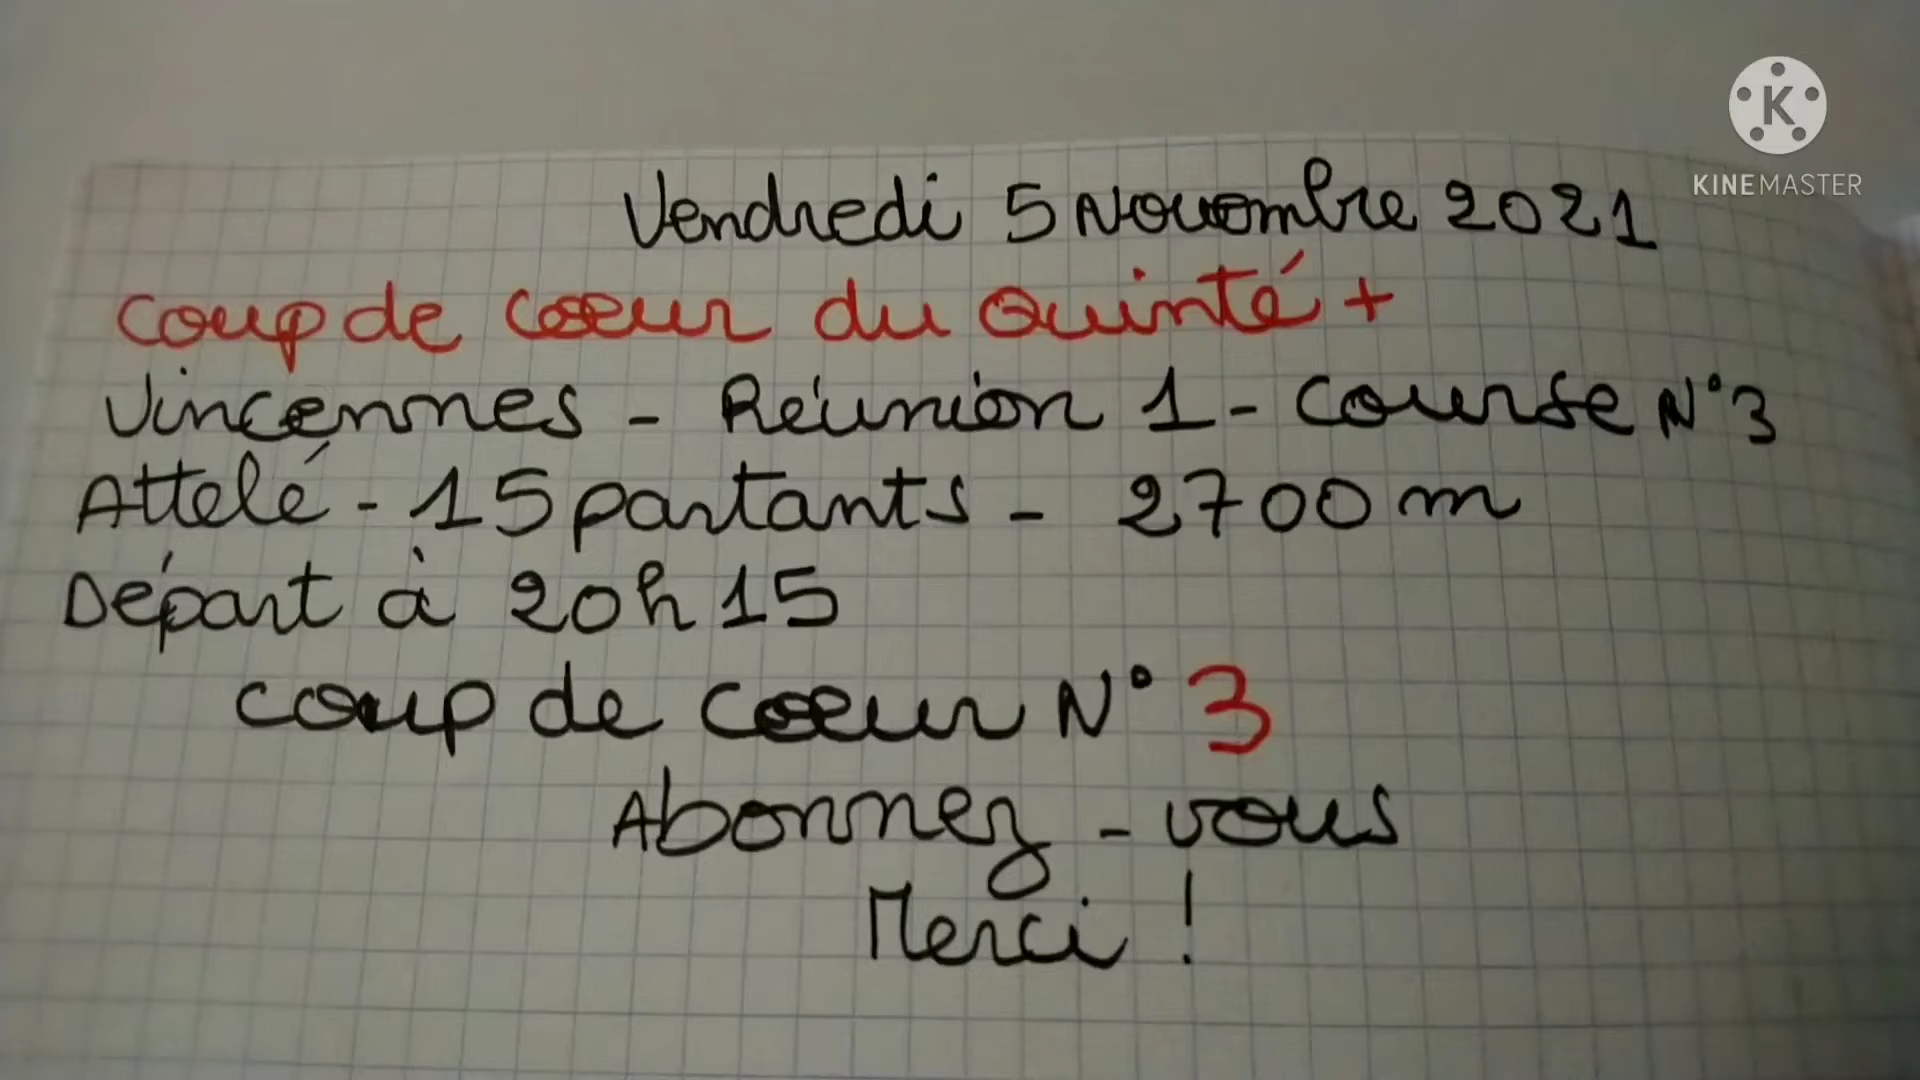 Vendredi 5 Novembre 2021
Coup de coeur du Quinté +
Vincennes - Réunion 1 - Course N°3
Attelé - 15 partants - 2700 m
Départ à 20h15
Coup de coeur N° 3
Abonnez-vous
Merci !
K
KINEMASTER